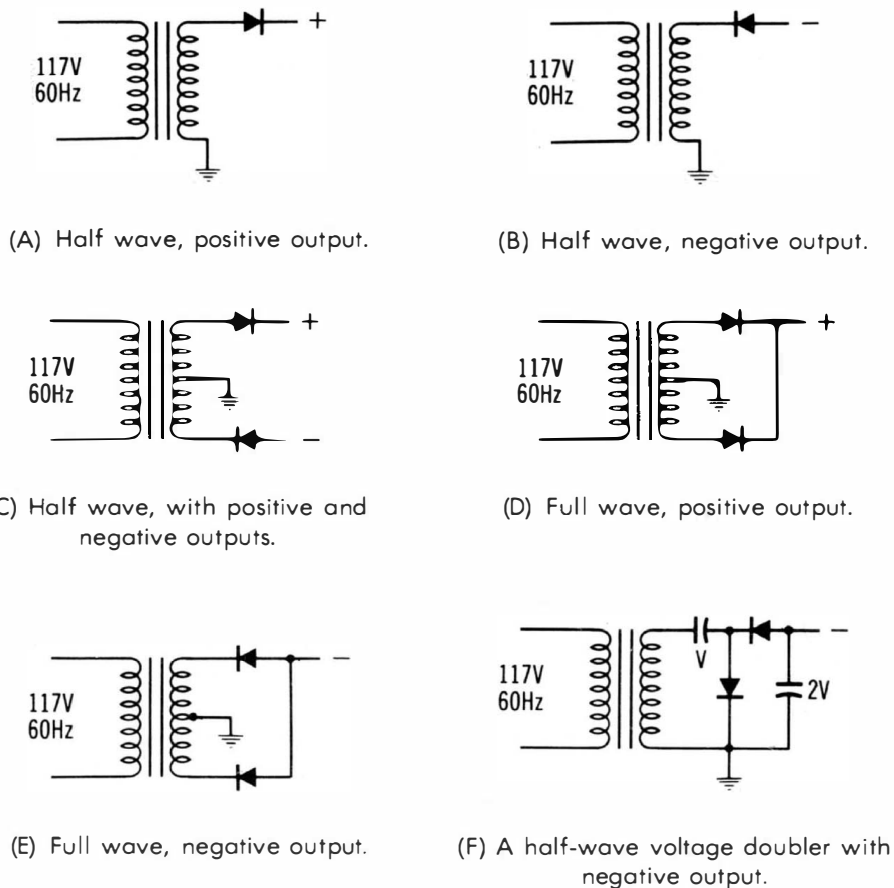 +
117V
60Hz
(A) Half wave, positive output.
−
117V
60Hz
(B) Half wave, negative output.
+
117V
60Hz
−
C) Half wave, with positive and
negative outputs.
+
117V
60Hz
(D) Full wave, positive output.
−
117V
60Hz
(E) Full wave, negative output.
−
V
117V
60Hz
2V
(F) A half-wave voltage doubler with
negative output.